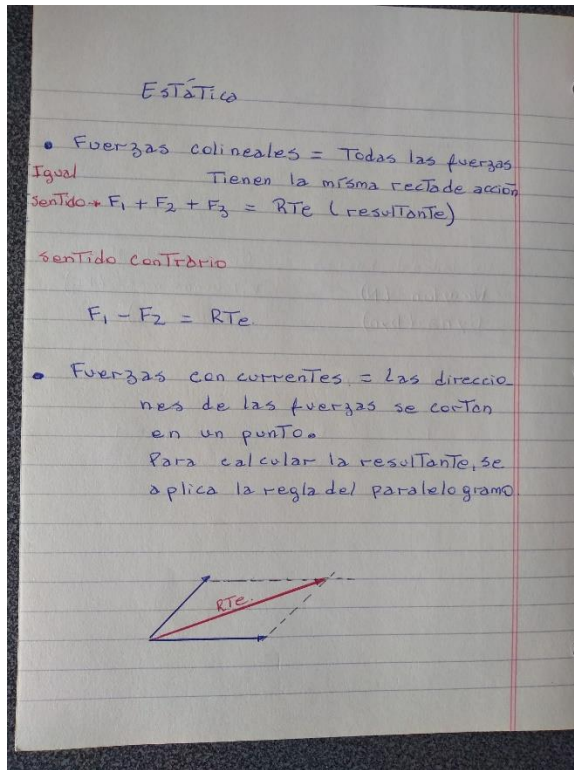 Estática
• Fuerzas colineales = Todas las fuerzas
Igual Tienen la misma recta de acción
sentido → F₁ + F₂ + F₃ = RTe (resultante)
sentido contrario
F₁ - F₂ = RTe.
• Fuerzas concurrentes = Las direccio_
nes de las fuerzas se cortan
en un punto.
Para calcular la resultante, se
aplica la regla del paralelogramo
RTe.